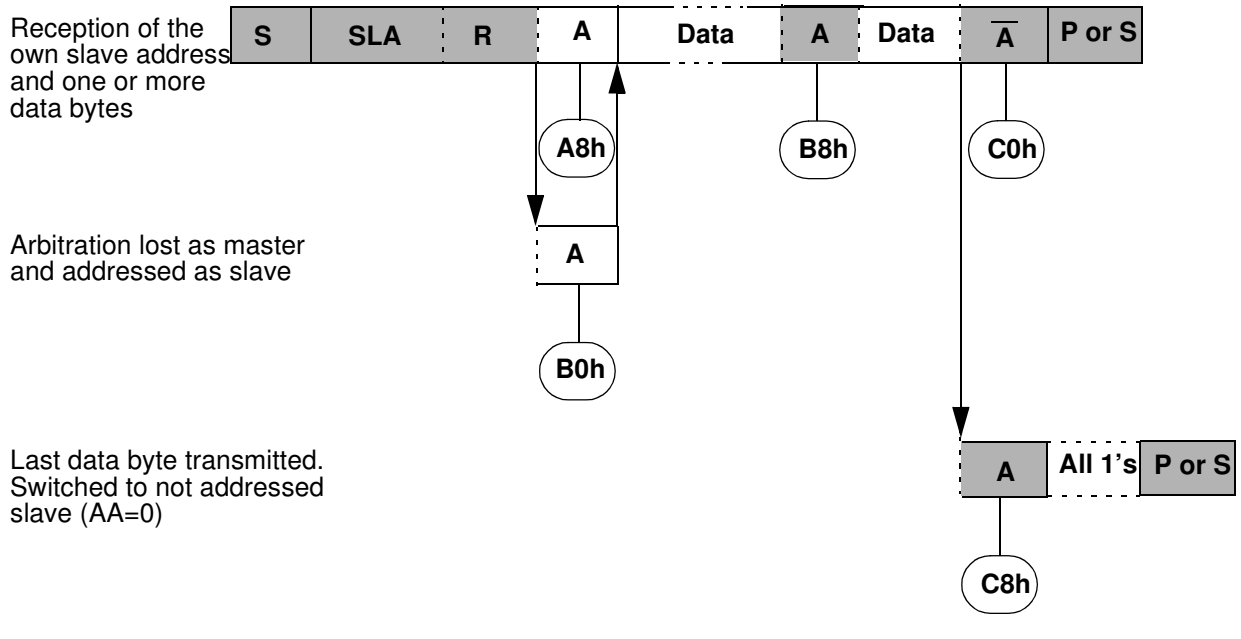 Reception of the
own slave address
and one or more
data bytes
S SLA R A Data A Data A̅ P or S
A8h B8h C0h
Arbitration lost as master
and addressed as slave
A
B0h
Last data byte transmitted.
Switched to not addressed
slave (AA=0)
A All 1's P or S
C8h